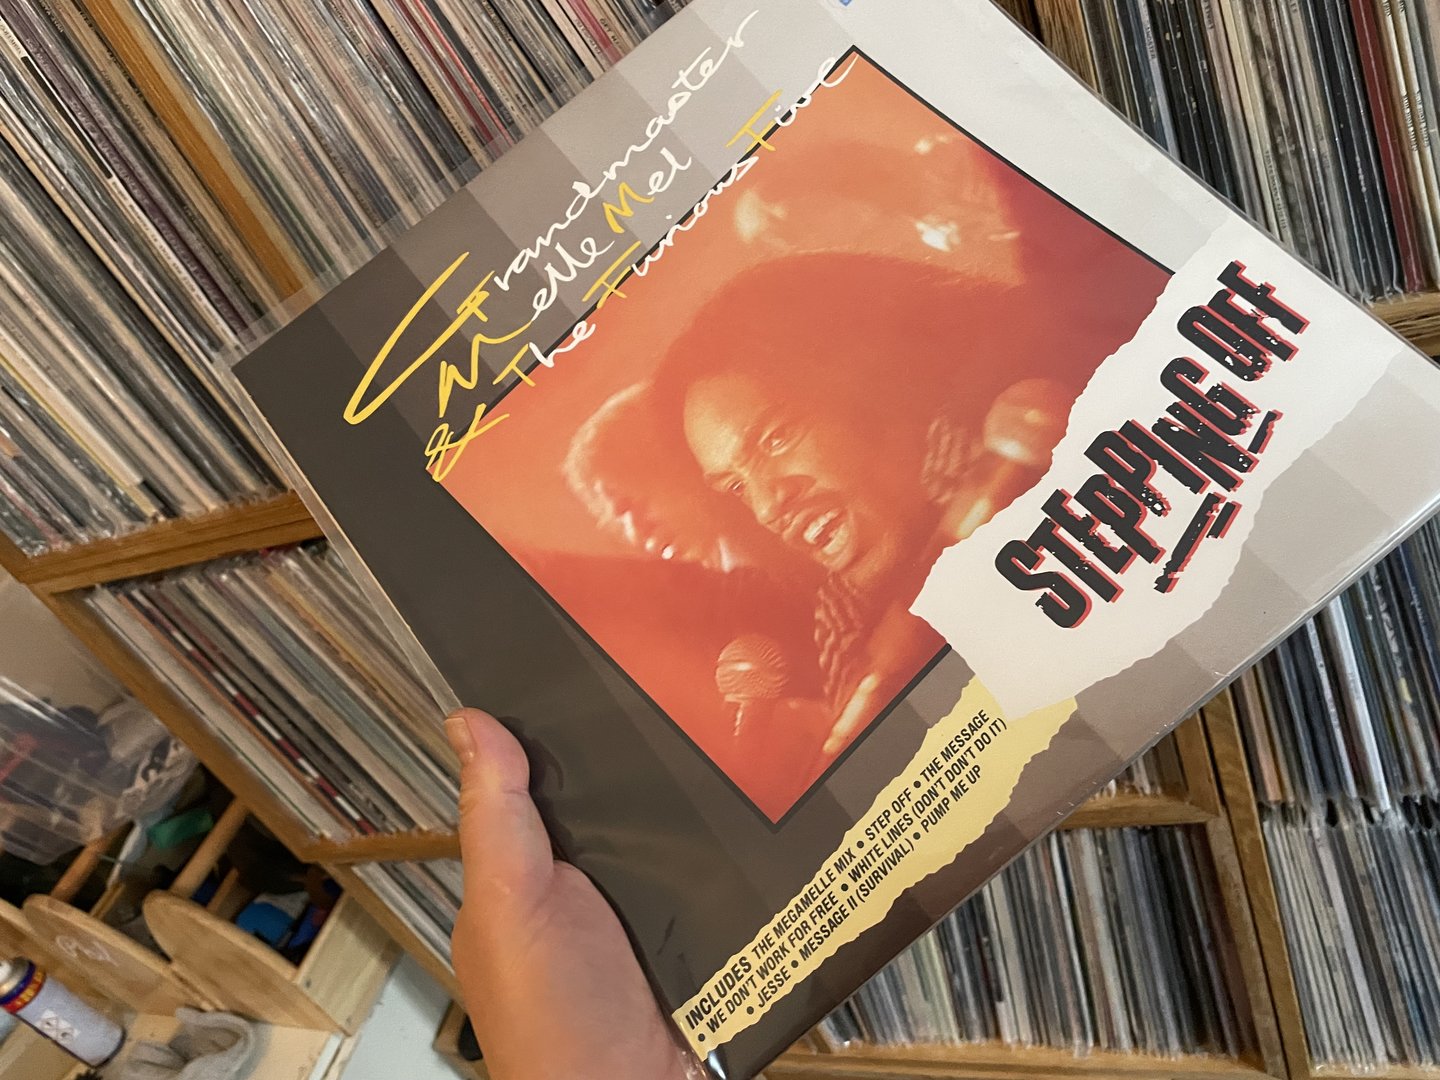 Grandmaster
Melle Mel
& The Furious Five
STEPPING OFF
INCLUDES THE MEGAMELLE MIX • STEP OFF • THE MESSAGE
• WE DON'T WORK FOR FREE • WHITE LINES (DON'T DON'T DO IT)
• JESSE • MESSAGE II (SURVIVAL) • PUMP ME UP